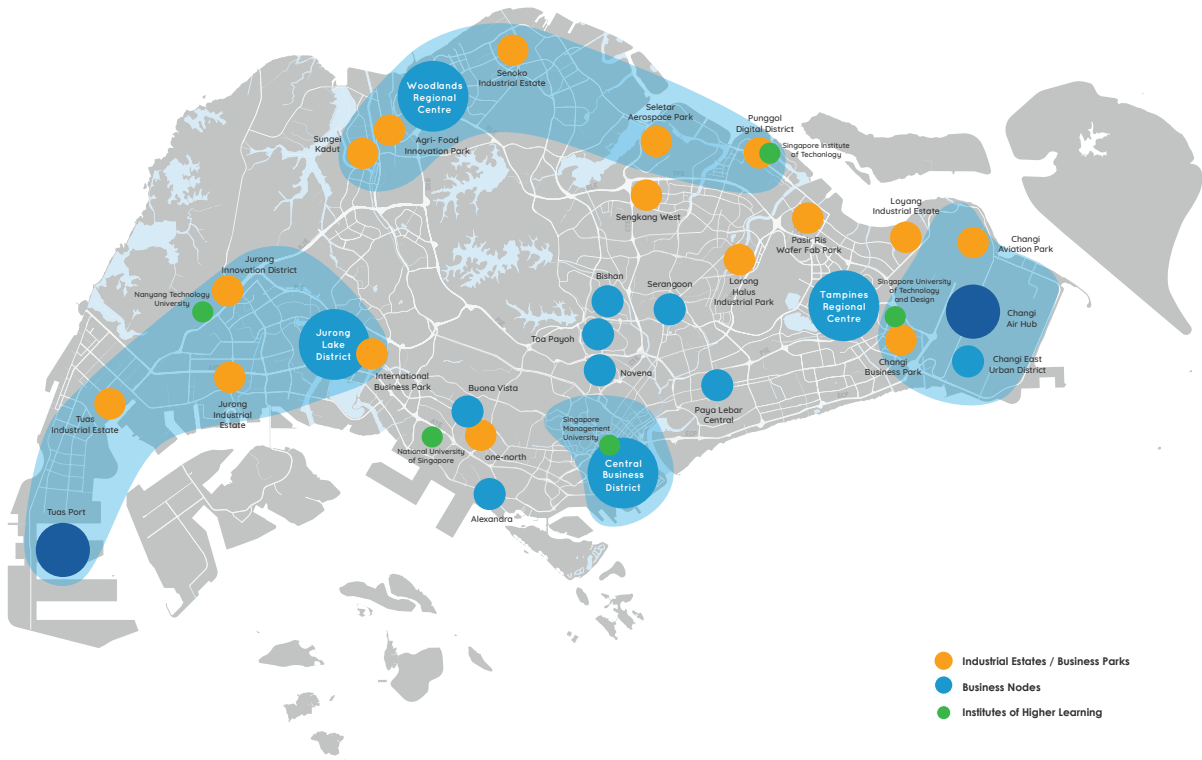 Senoko
Industrial Estate
Woodlands
Regional
Centre
Sungei
Kadut
Agri- Food
Innovation Park
Seletar
Aerospace Park
Punggol
Digital District
Singapore Institute
of Techonlogy
Sengkang West
Pasir Ris
Wafer Fab Park
Loyang
Industrial Estate
Changi
Aviation Park
Jurong
Innovation District
Nanyang Technology
University
Bishan
Serangoon
Lorong
Halus
Industrial Park
Tampines
Regional
Centre
Singapore University
of Technology
and Design
Changi
Air Hub
Jurong
Lake
District
Toa Payoh
Novena
Changi
Business Park
Changi East
Urban District
International
Business Park
Buona Vista
Paya Lebar
Central
Tuas
Industrial Estate
Jurong
Industrial
Estate
Singapore
Management
University
National University
of Singapore
one-north
Central
Business
District
Alexandra
Tuas Port
Industrial Estates / Business Parks
Business Nodes
Institutes of Higher Learning